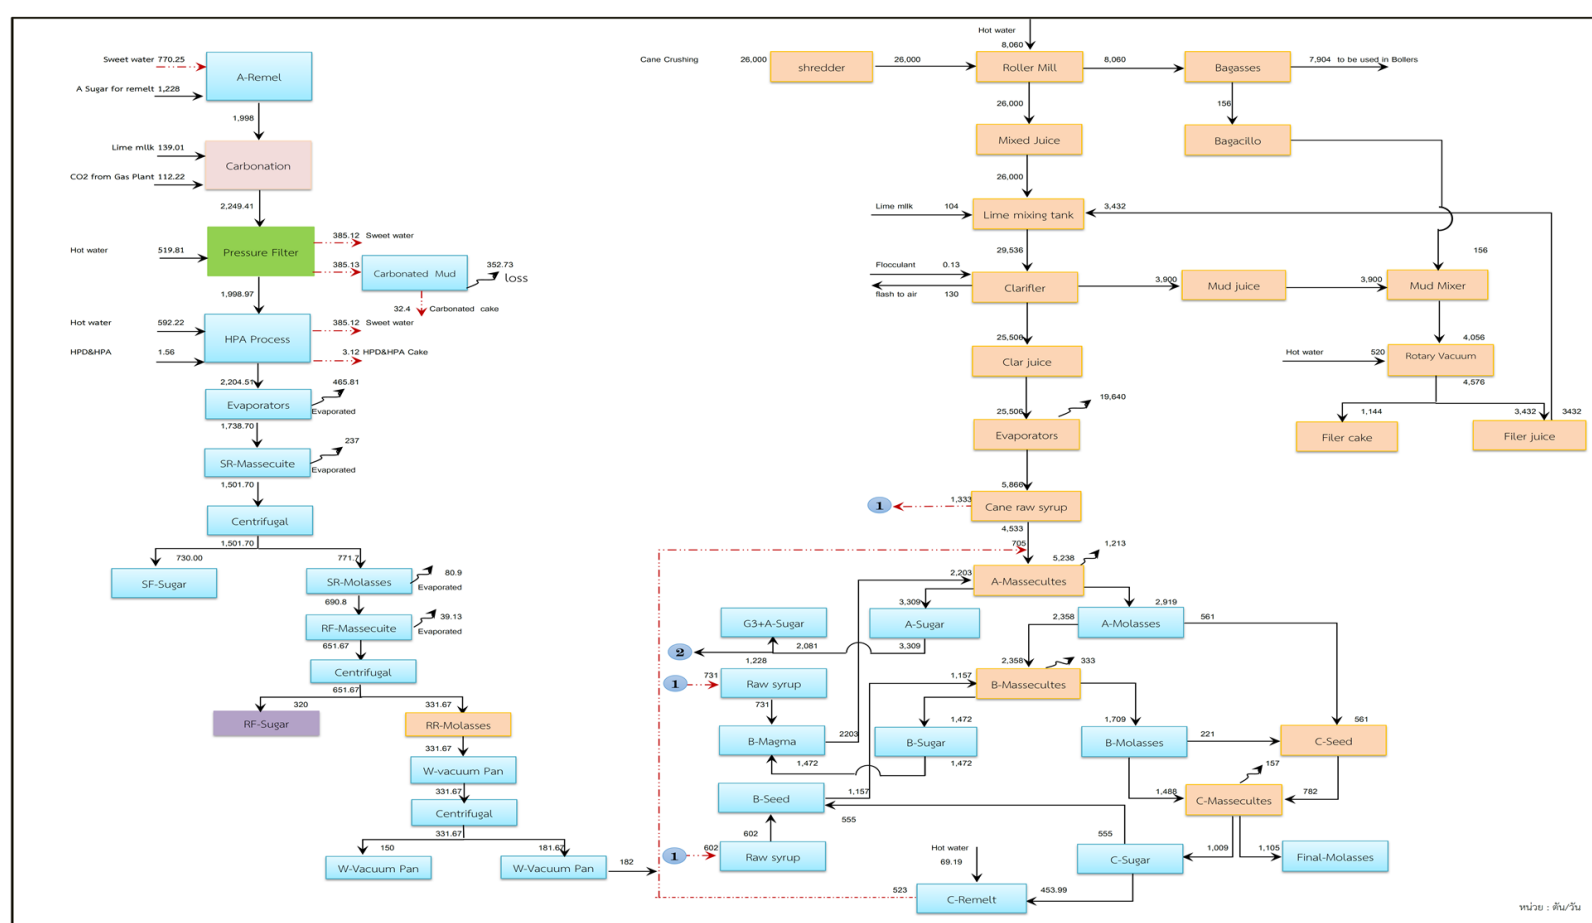 Sweet water 770.25
A-Remel
A Sugar for remelt 1,228
1,998
Lime mllk 139.01
Carbonation
CO2 from Gas Plant 112.22
2,249.41
Hot water 519.81
Pressure Filter
385.12 Sweet water
385.13
Carbonated Mud
352.73
loss
32.4 Carbonated cake
1,998.97
Hot water 592.22
HPA Process
385.12 Sweet water
HPD&HPA 1.56
3.12 HPD&HPA Cake
2,204.51
465.81
Evaporators
Evaporated
1,738.70
237
SR-Massecuite
Evaporated
1,501.70
Centrifugal
1,501.70
730.00
771.7
SF-Sugar
SR-Molasses
80.9
Evaporated
690.8
RF-Massecuite
39.13
Evaporated
651.67
Centrifugal
651.67
320
331.67
RF-Sugar
RR-Molasses
331.67
W-vacuum Pan
331.67
Centrifugal
331.67
150
181.67
W-Vacuum Pan
W-Vacuum Pan
182
Hot water
8,060
Cane Crushing 26,000
shredder
26,000
Roller Mill
8,060
Bagasses
7,904 to be used in Bollers
26,000
156
Mixed Juice
Bagacillo
26,000
Lime mllk 104
Lime mixing tank
3,432
29,536
156
Flocculant 0.13
Clarifler
flash to air 130
3,900
Mud juice
3,900
Mud Mixer
25,506
4,056
Clar juice
Hot water 520
Rotary Vacuum
4,576
25,506
19,640
1,144
3,432
3432
Evaporators
Filer cake
Filer juice
5,866
1
1,333
Cane raw syrup
4,533
705
5,238
1,213
2,203
A-Massecultes
3,309
2,919
G3+A-Sugar
A-Sugar
2,358
A-Molasses
561
2
2,081
3,309
1,228
2,358
333
1
731
Raw syrup
1,157
B-Massecultes
731
1,472
1,709
561
B-Magma
2203
B-Sugar
B-Molasses
221
C-Seed
1,472
1,472
157
B-Seed
1,157
1,488
C-Massecultes
782
555
602
555
1
602
Raw syrup
Hot water
69.19
C-Sugar
1,009
1,105
Final-Molasses
523
C-Remelt
453.99
หน่วย : ตัน/วัน